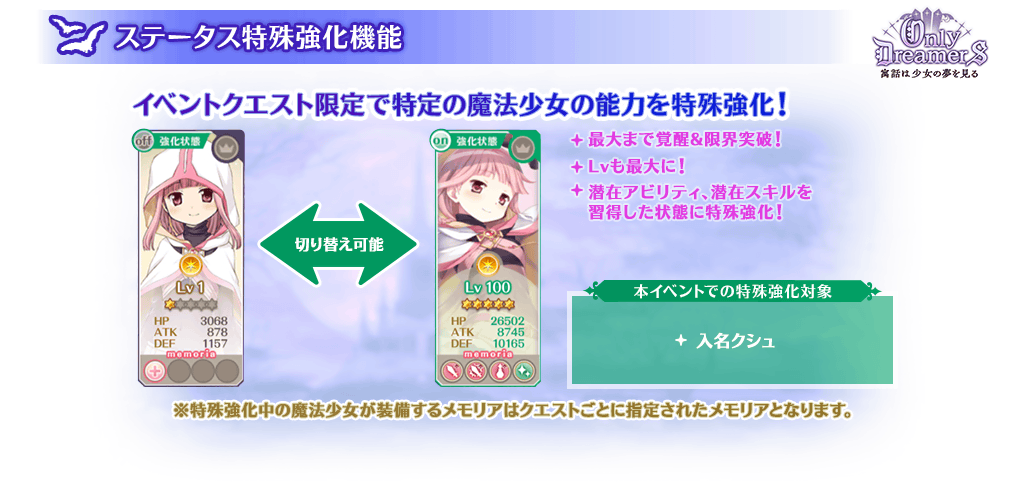 ステータス特殊強化機能
Only
Dreamers
寓話は少女の夢を見る
イベントクエスト限定で特定の魔法少女の能力を特殊強化!
off 強化状態
Lv 1
HP 3068
ATK 878
DEF 1157
memoria
切り替え可能
on 強化状態
Lv 100
HP 26502
ATK 8745
DEF 10165
memoria
最大まで覚醒&限界突破!
Lvも最大に!
潜在アビリティ、潜在スキルを
習得した状態に特殊強化!
本イベントでの特殊強化対象
入名クシュ
※特殊強化中の魔法少女が装備するメモリアはクエストごとに指定されたメモリアとなります。